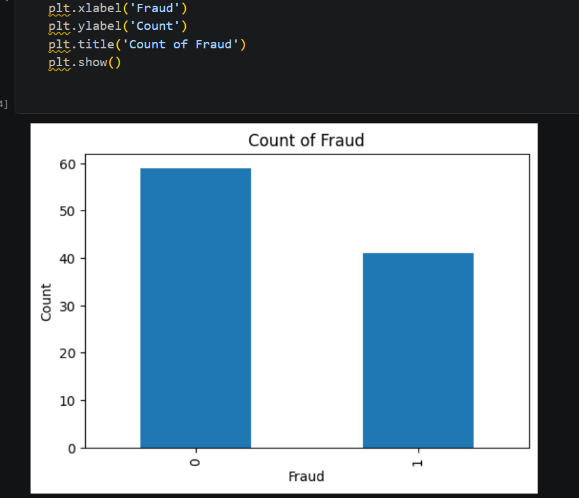 plt.xlabel('Fraud')
plt.ylabel('Count')
plt.title('Count of Fraud')
plt.show()
4]
Count of Fraud
60
50
40
30
20
10
0
Count
0
1
Fraud